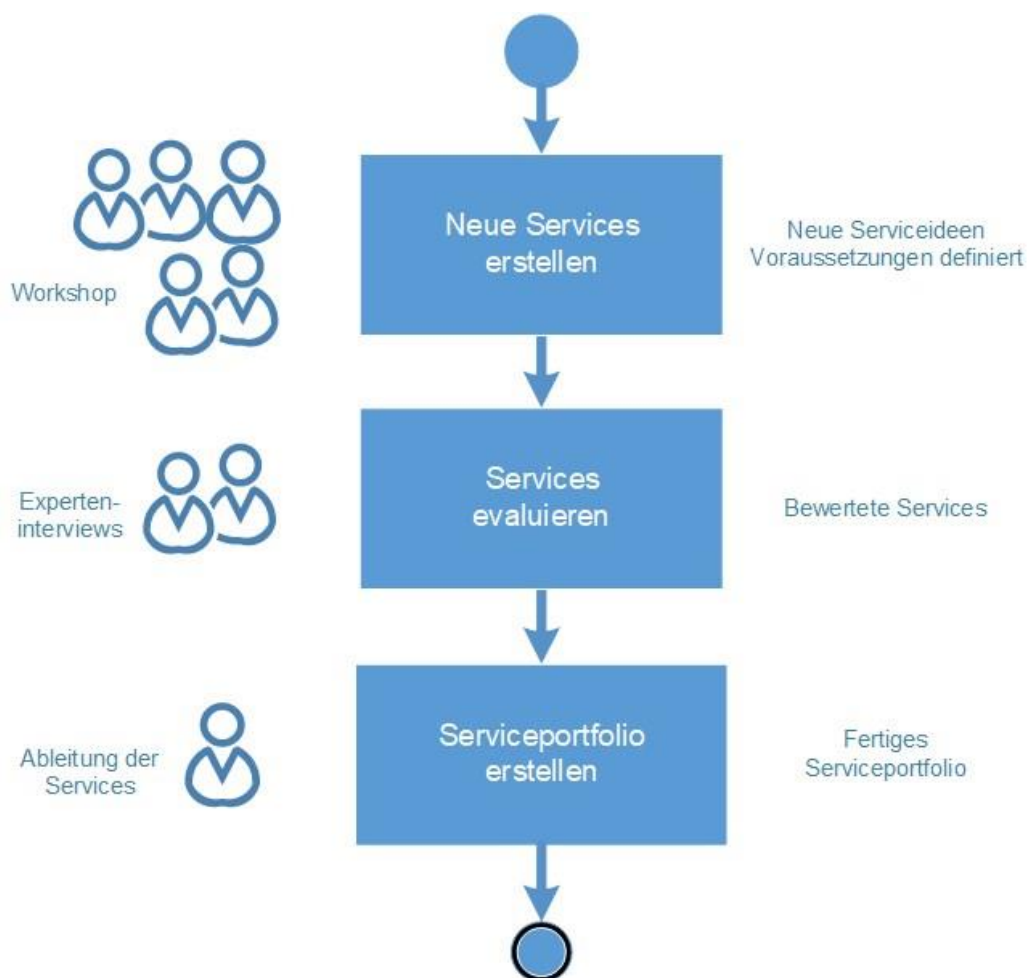 Neue Services
erstellen
Neue Serviceideen
Voraussetzungen definiert
Workshop
Services
evaluieren
Experten-
interviews
Bewertete Services
Serviceportfolio
erstellen
Ableitung der
Services
Fertiges
Serviceportfolio